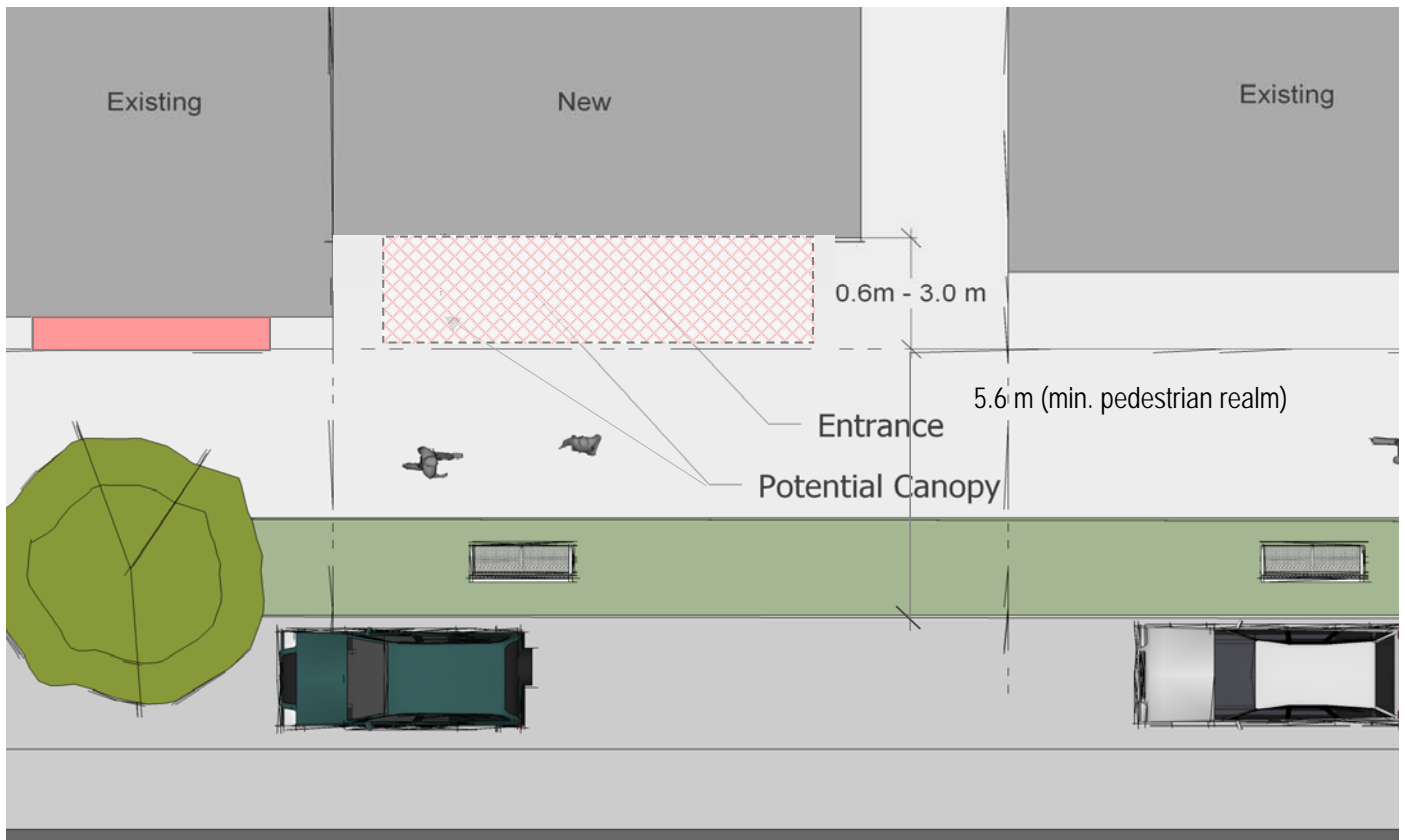 Existing
New
Existing
0.6m - 3.0 m
5.6 m (min. pedestrian realm)
Entrance
Potential Canopy